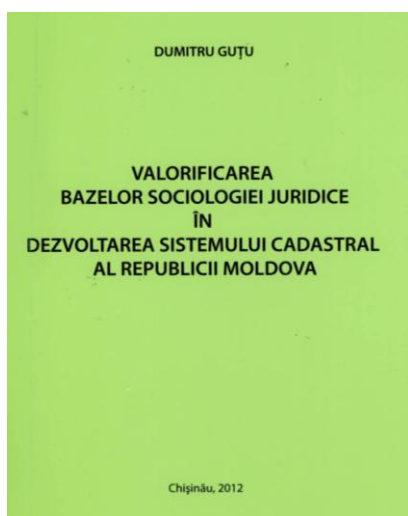 DUMITRU GUȚU
VALORIFICAREA
BAZELOR SOCIOLOGIEI JURIDICE
ÎN
DEZVOLTAREA SISTEMULUI CADASTRAL
AL REPUBLICII MOLDOVA
Chișinău, 2012